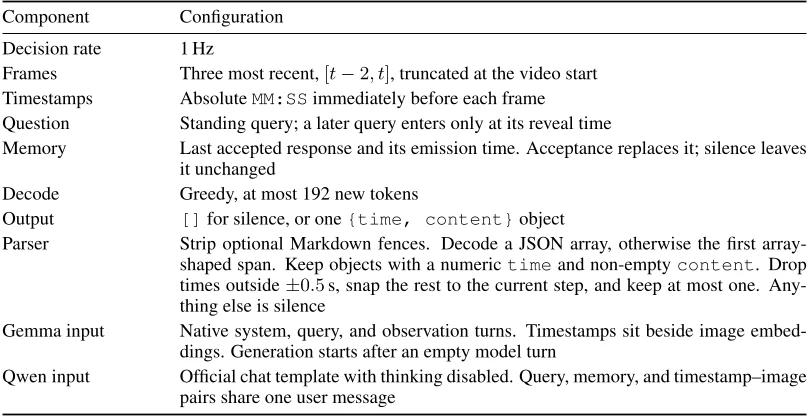 Component Configuration
Decision rate 1 Hz
Frames Three most recent, [t − 2, t], truncated at the video start
Timestamps Absolute MM:SS immediately before each frame
Question Standing query; a later query enters only at its reveal time
Memory Last accepted response and its emission time. Acceptance replaces it; silence leaves
it unchanged
Decode Greedy, at most 192 new tokens
Output [] for silence, or one {time, content} object
Parser Strip optional Markdown fences. Decode a JSON array, otherwise the first array-
shaped span. Keep objects with a numeric time and non-empty content. Drop
times outside ±0.5 s, snap the rest to the current step, and keep at most one. Any-
thing else is silence
Gemma input Native system, query, and observation turns. Timestamps sit beside image embed-
dings. Generation starts after an empty model turn
Qwen input Official chat template with thinking disabled. Query, memory, and timestamp–image
pairs share one user message